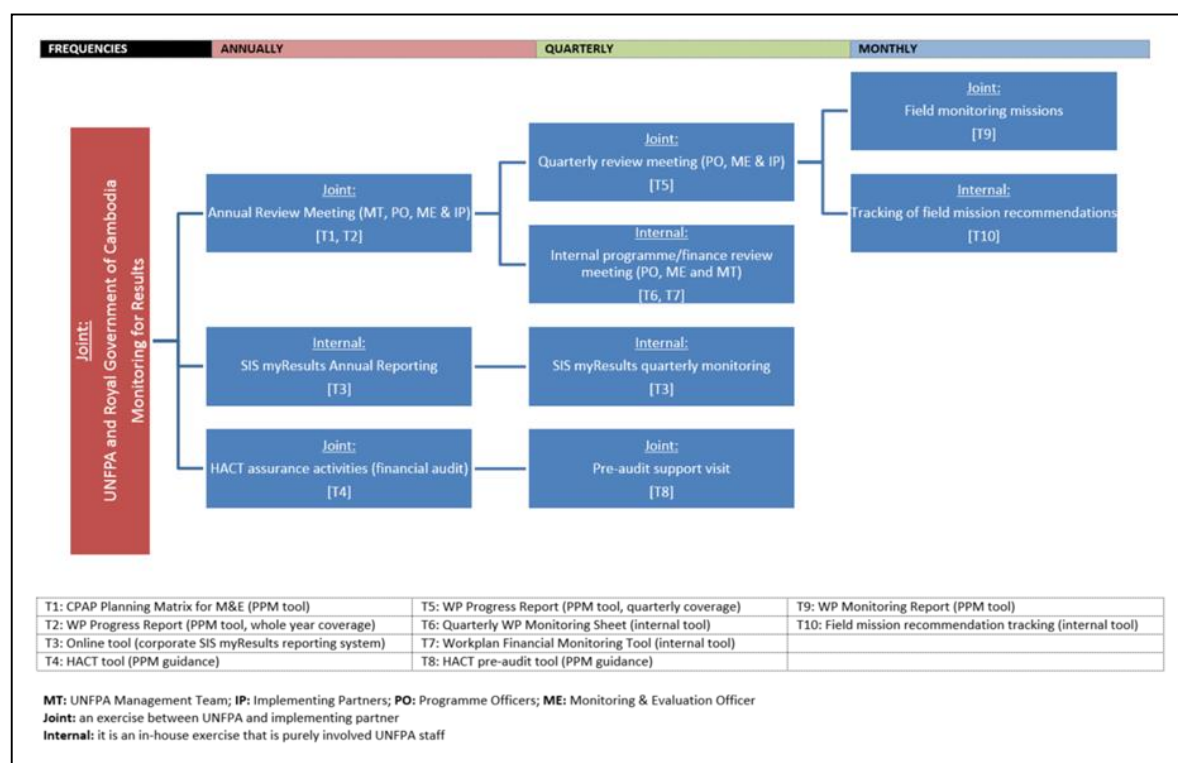 FREQUENCIES ANNUALLY QUARTERLY MONTHLY
Joint:
UNFPA and Royal Government of Cambodia
Monitoring for Results
Joint:
Annual Review Meeting (MT, PO, ME & IP)
[T1, T2]
Internal:
SIS myResults Annual Reporting
[T3]
Joint:
HACT assurance activities (financial audit)
[T4]
Joint:
Quarterly review meeting (PO, ME & IP)
[T5]
Internal:
Internal programme/finance review
meeting (PO, ME and MT)
[T6, T7]
Internal:
SIS myResults quarterly monitoring
[T3]
Joint:
Pre-audit support visit
[T8]
Joint:
Field monitoring missions
[T9]
Internal:
Tracking of field mission recommendations
[T10]
T1: CPAP Planning Matrix for M&E (PPM tool) T5: WP Progress Report (PPM tool, quarterly coverage) T9: WP Monitoring Report (PPM tool)
T2: WP Progress Report (PPM tool, whole year coverage) T6: Quarterly WP Monitoring Sheet (internal tool) T10: Field mission recommendation tracking (internal tool)
T3: Online tool (corporate SIS myResults reporting system) T7: Workplan Financial Monitoring Tool (internal tool)
T4: HACT tool (PPM guidance) T8: HACT pre-audit tool (PPM guidance)
MT: UNFPA Management Team; IP: Implementing Partners; PO: Programme Officers; ME: Monitoring & Evaluation Officer
Joint: an exercise between UNFPA and implementing partner
Internal: it is an in-house exercise that is purely involved UNFPA staff